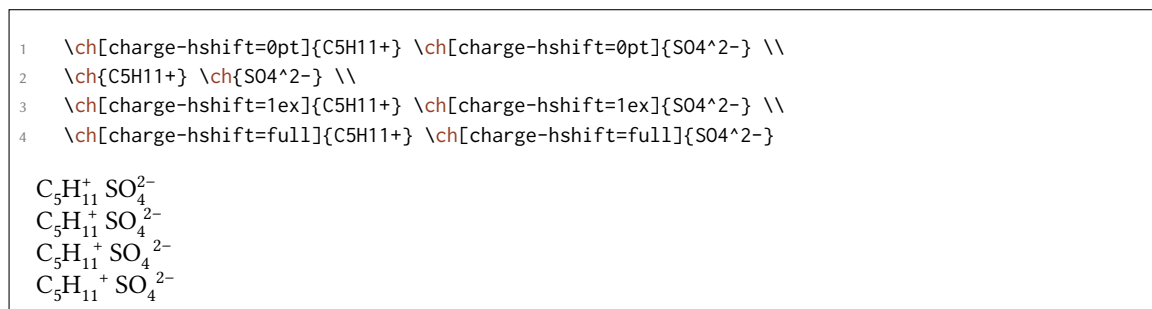 1 \ch[charge-hshift=0pt]{C5H11+} \ch[charge-hshift=0pt]{SO4^2-} \\
2 \ch{C5H11+} \ch{SO4^2-} \\
3 \ch[charge-hshift=1ex]{C5H11+} \ch[charge-hshift=1ex]{SO4^2-} \\
4 \ch[charge-hshift=full]{C5H11+} \ch[charge-hshift=full]{SO4^2-}
C₅H₁₁⁺ SO₄²⁻
C₅H₁₁⁺ SO₄²⁻
C₅H₁₁⁺ SO₄²⁻
C₅H₁₁⁺ SO₄²⁻